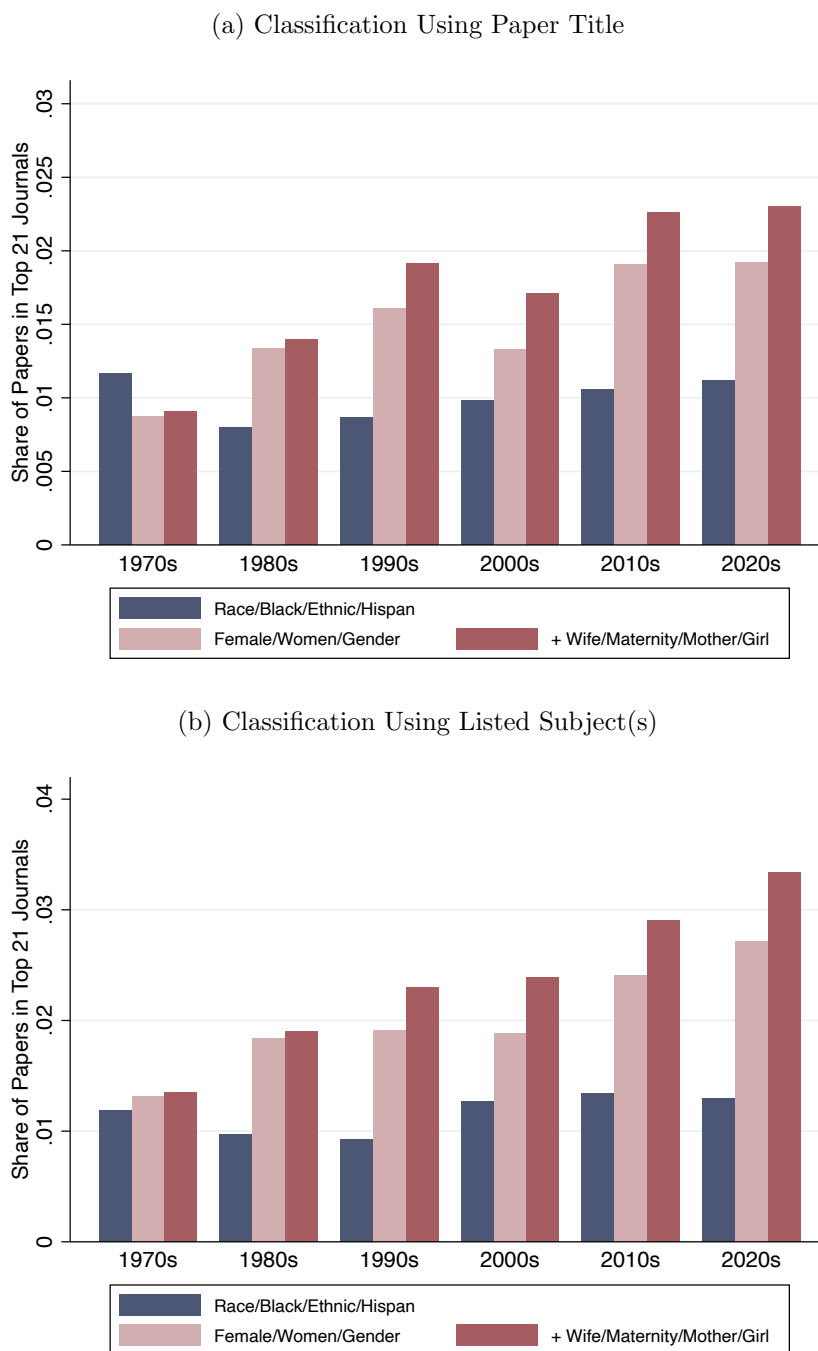 (a) Classification Using Paper Title
Share of Papers in Top 21 Journals
.03
.025
.02
.015
.01
.005
0
1970s 1980s 1990s 2000s 2010s 2020s
Race/Black/Ethnic/Hispan
Female/Women/Gender + Wife/Maternity/Mother/Girl
(b) Classification Using Listed Subject(s)
Share of Papers in Top 21 Journals
.04
.03
.02
.01
0
1970s 1980s 1990s 2000s 2010s 2020s
Race/Black/Ethnic/Hispan
Female/Women/Gender + Wife/Maternity/Mother/Girl